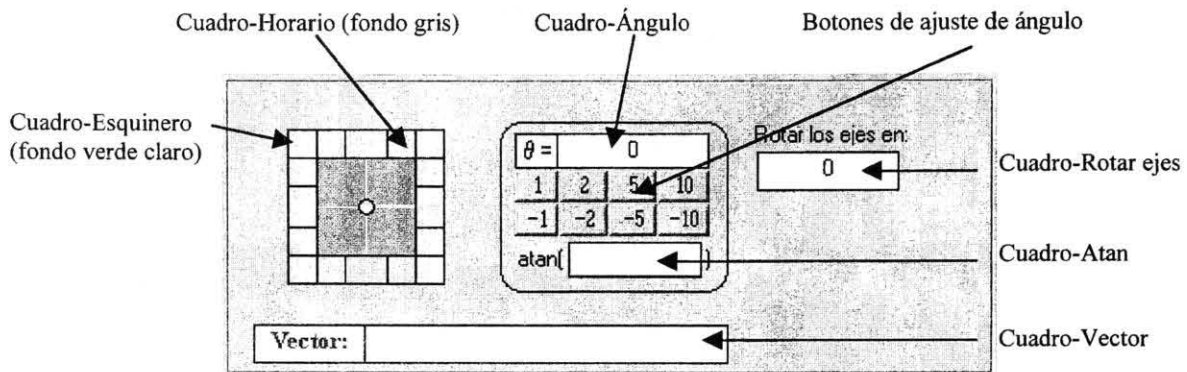 Cuadro-Horario (fondo gris)
Cuadro-Ángulo
Botones de ajuste de ángulo
Cuadro-Esquinero
(fondo verde claro)
θ = 0
1 2 5 10
-1 -2 -5 -10
atan( )
Rotar los ejes en:
0
Cuadro-Rotar ejes
Cuadro-Atan
Vector:
Cuadro-Vector